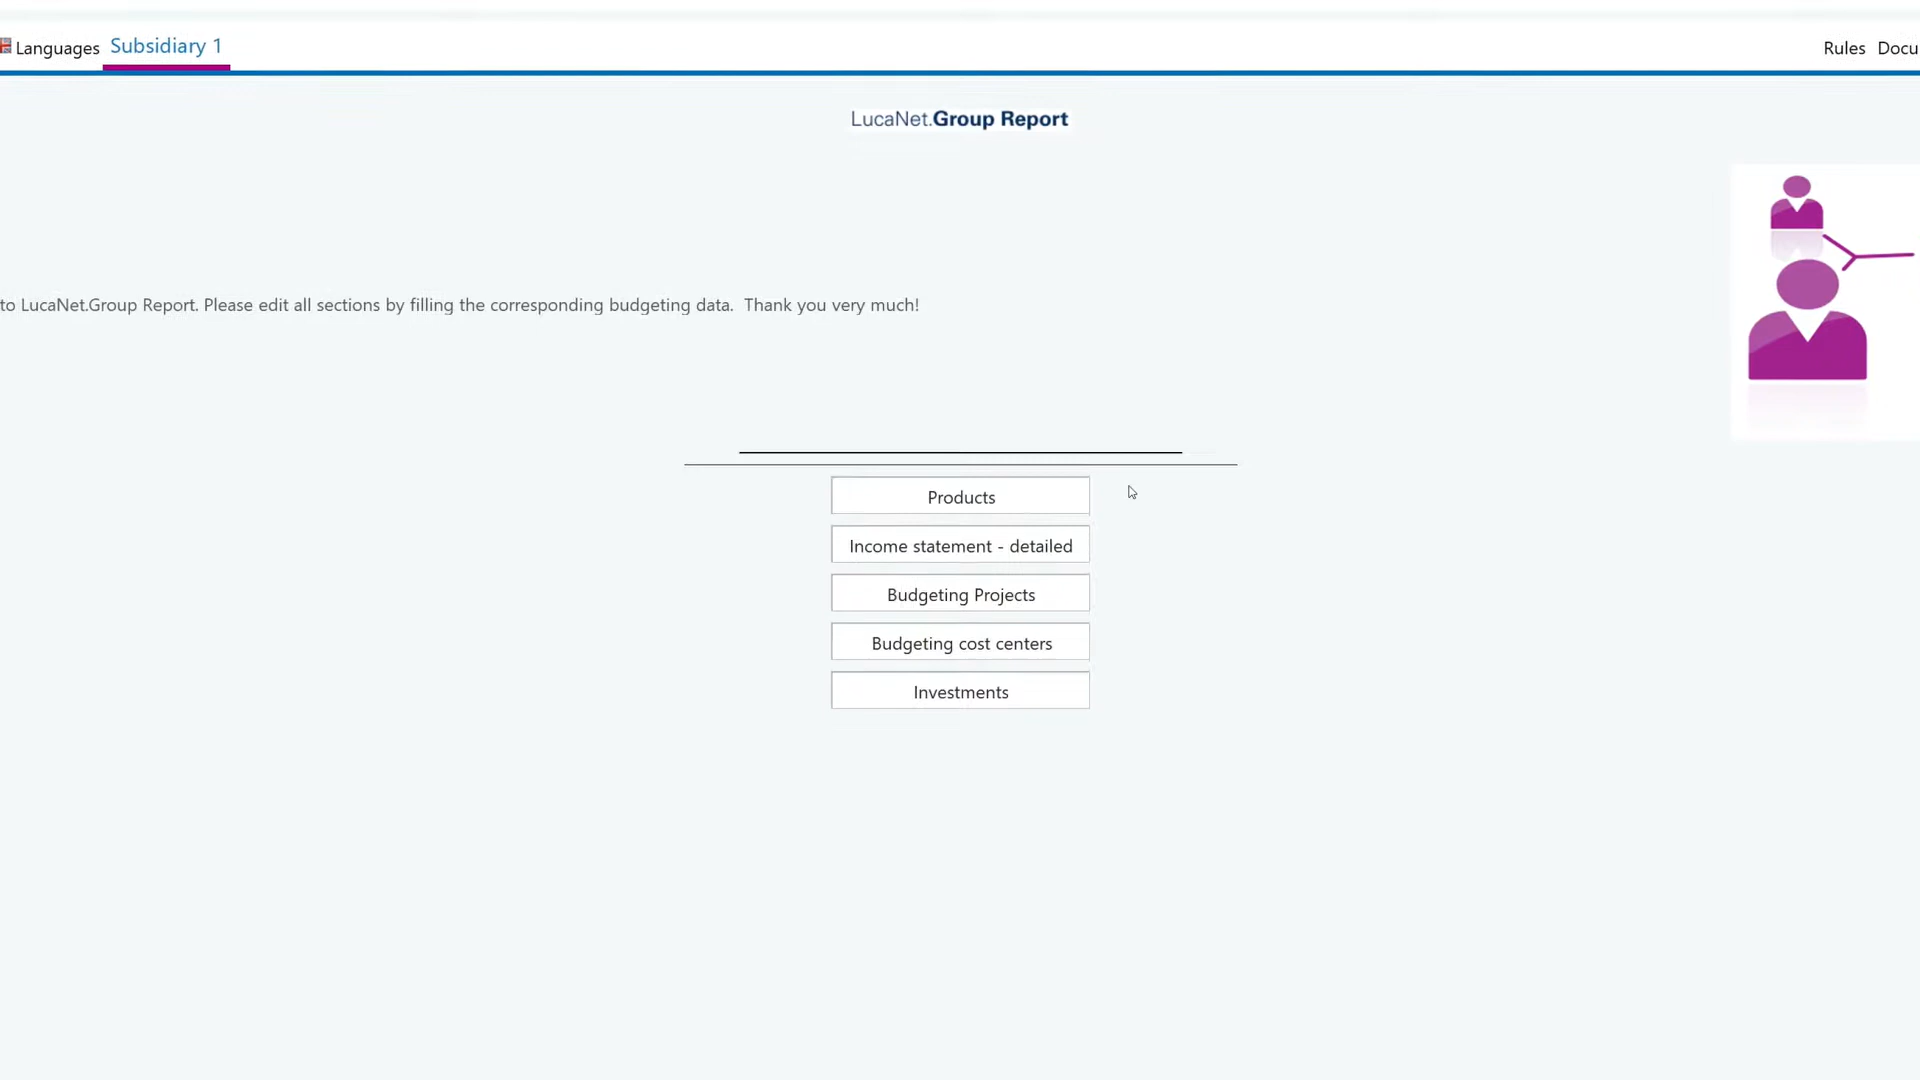 Languages
Subsidiary 1
Rules
LucaNet.Group Report
to LucaNet.Group Report. Please edit all sections by filling the corresponding budgeting data. Thank you very much!
Products
Income statement - detailed
Budgeting Projects
Budgeting cost centers
Investments